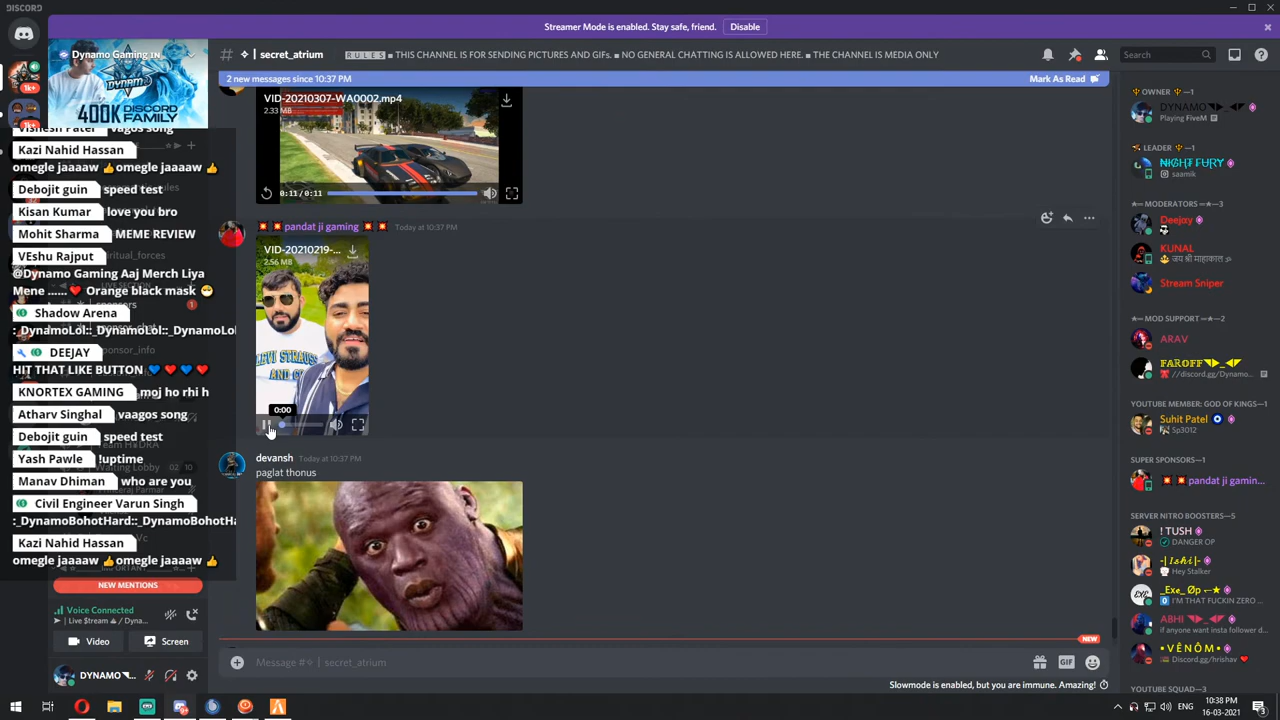 DISCORD
Streamer Mode is enabled. Stay safe, friend.
Disable
Dynamo Gaming IN
DYNAMO
400K DISCORD
FAMILY
secret_atrium
RULES ■ THIS CHANNEL IS FOR SENDING PICTURES AND GIFs. ■ NO GENERAL CHATTING IS ALLOWED HERE. ■ THE CHANNEL IS MEDIA ONLY
Search
2 new messages since 10:37 PM
Mark As Read
1k+
1k+
Vishesh Patel vagos song
Kazi Nahid Hassan
omegle jaaaaw 👍omegle jaaaaw 👍
Debojit guin speed test
Kisan Kumar love you bro
Mohit Sharma MEME REVIEW
VEshu Rajput
@Dynamo Gaming Aaj Merch Liya
Mene ......❤️ Orange black mask 😷
Shadow Arena
:_DynamoLol::_DynamoLol::_DynamoLol
DEEJAY
HIT THAT LIKE BUTTON 💙 ❤️ 💙 ❤️
KNORTEX GAMING moj ho rhi h
Atharv Singhal vaagos song
Debojit guin speed test
Yash Pawle !uptime
Manav Dhiman who are you
Civil Engineer Varun Singh
:_DynamoBohotHard::_DynamoBohotHa
Kazi Nahid Hassan
omegle jaaaaw 👍omegle jaaaaw 👍
sponsors
1
sponsor_info
Waiting Lobby 02 10
NEW MENTIONS
Voice Connected
Video
Screen
DYNAMO
VID-20210307-WA0002.mp4
2.33 MB
0:11/0:11
💥 💥 pandat ji gaming 💥 💥 Today at 10:37 PM
VID-20210219-...
2.56 MB
LEVI STRAUSS
AND CO
0:00
devansh Today at 10:37 PM
paglat thonus
NEW
Message #✧ | secret_atrium
GIF
Slowmode is enabled, but you are immune. Amazing!
OWNER —1
DYNAMO
Playing FiveM
LEADER —1
NIGHT FURY
saamik
MODERATORS—3
Deejay
KUNAL
जय श्री महाकाल
Stream Sniper
MOD SUPPORT —2
ARAV
FAROFF
//discord.gg/Dynamo...
YOUTUBE MEMBER: GOD OF KINGS—1
Suhit Patel
Sp3012
SUPER SPONSORS—1
💥 💥 pandat ji gamin...
SERVER NITRO BOOSTERS—5
! TUSH
DANGER OP
-| Ishi |-
Hey Stalker
_Exe_ Øp
I'M THAT FUCKIN ZERO ...
ABHI
if anyone want insta follower d...
VÊNÔM
Discord.gg/hrishav ❤️
YOUTUBE SQUAD—3
ENG
10:38 PM
16-03-2021
3